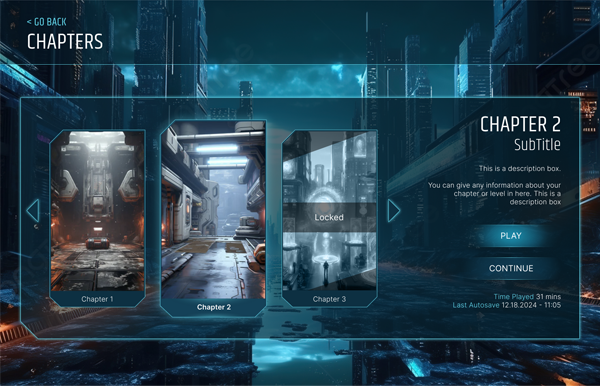 < GO BACK
CHAPTERS
CHAPTER 2
SubTitle
This is a description box.
You can give any information about your
chapter or level in here. This is a
description box
Locked
PLAY
CONTINUE
Chapter 1
Chapter 2
Chapter 3
Time Played 31 mins
Last Autosave 12.18.2024 - 11:05